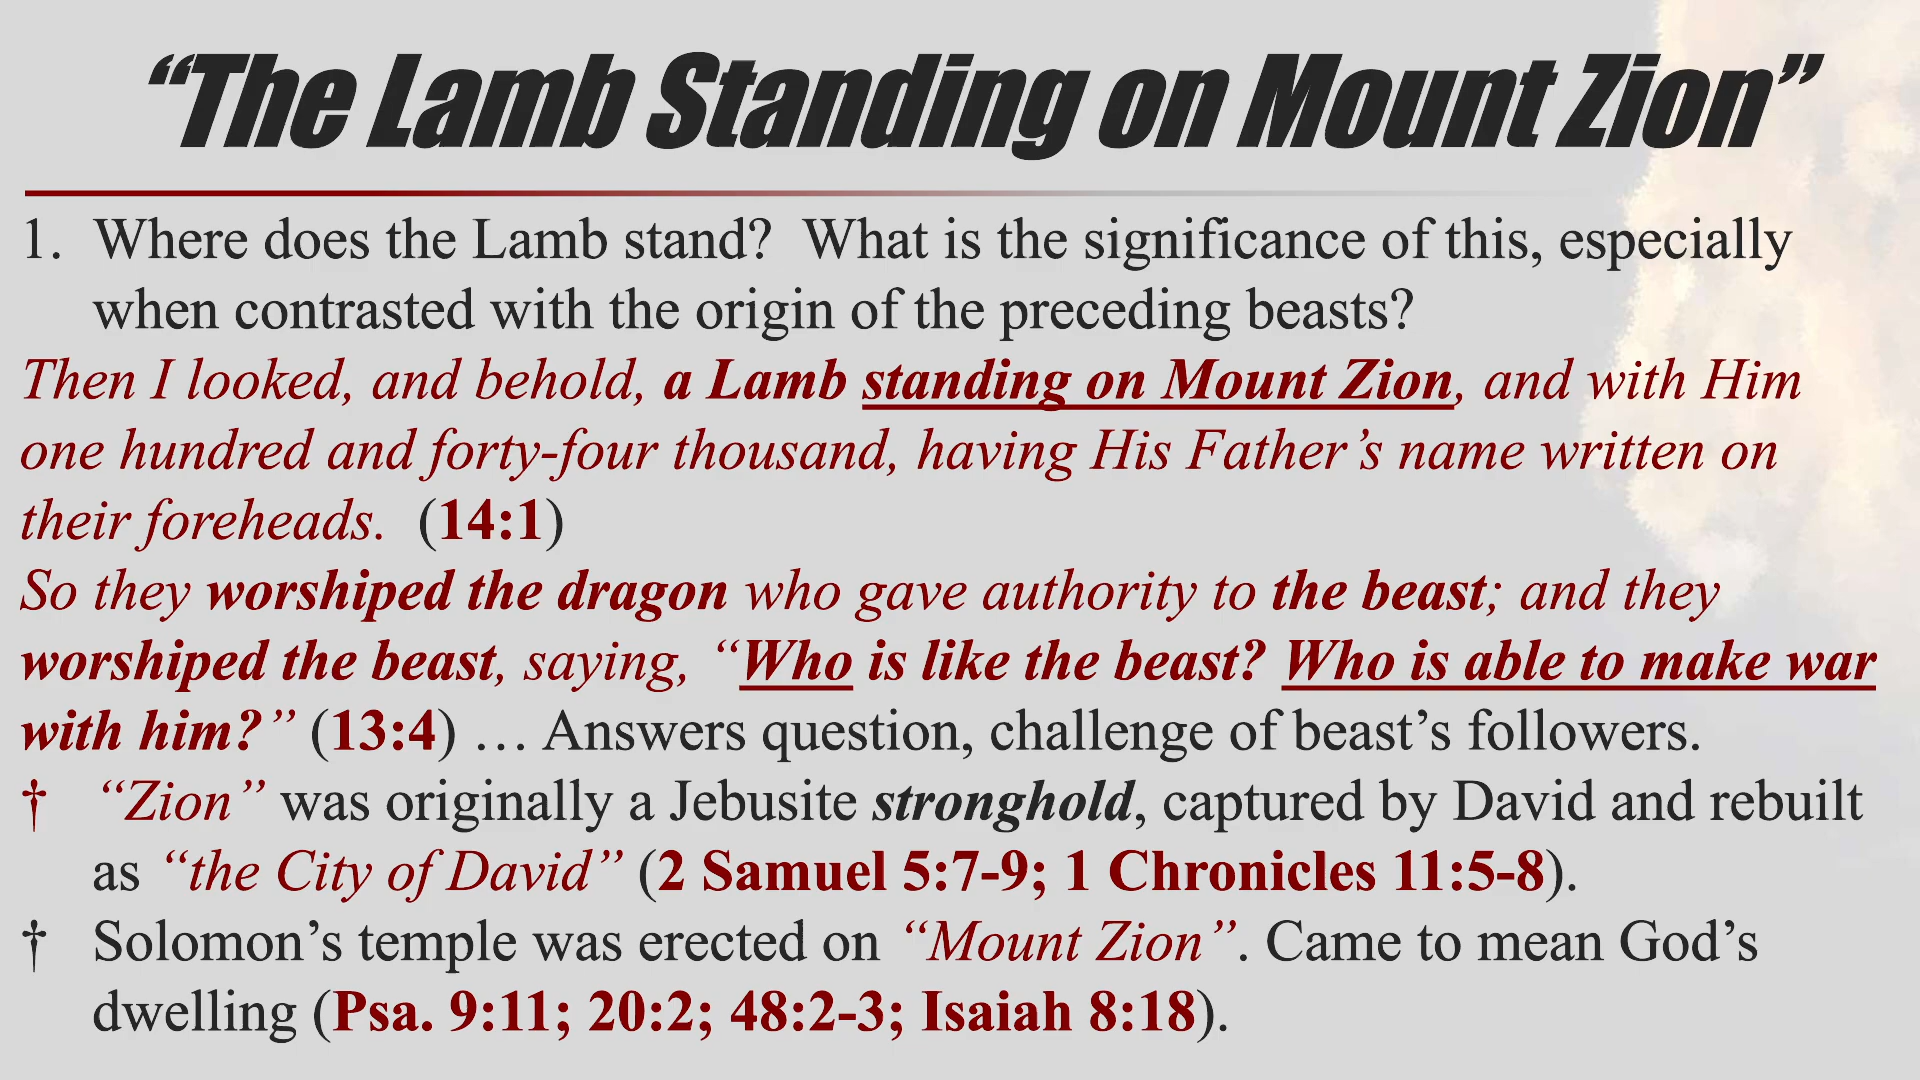 “The Lamb Standing on Mount Zion”
1. Where does the Lamb stand? What is the significance of this, especially
when contrasted with the origin of the preceding beasts?
Then I looked, and behold, a Lamb standing on Mount Zion, and with Him
one hundred and forty-four thousand, having His Father’s name written on
their foreheads. (14:1)
So they worshiped the dragon who gave authority to the beast; and they
worshiped the beast, saying, “Who is like the beast? Who is able to make war
with him?” (13:4) … Answers question, challenge of beast’s followers.
† “Zion” was originally a Jebusite stronghold, captured by David and rebuilt
as “the City of David” (2 Samuel 5:7-9; 1 Chronicles 11:5-8).
† Solomon’s temple was erected on “Mount Zion”. Came to mean God’s
dwelling (Psa. 9:11; 20:2; 48:2-3; Isaiah 8:18).